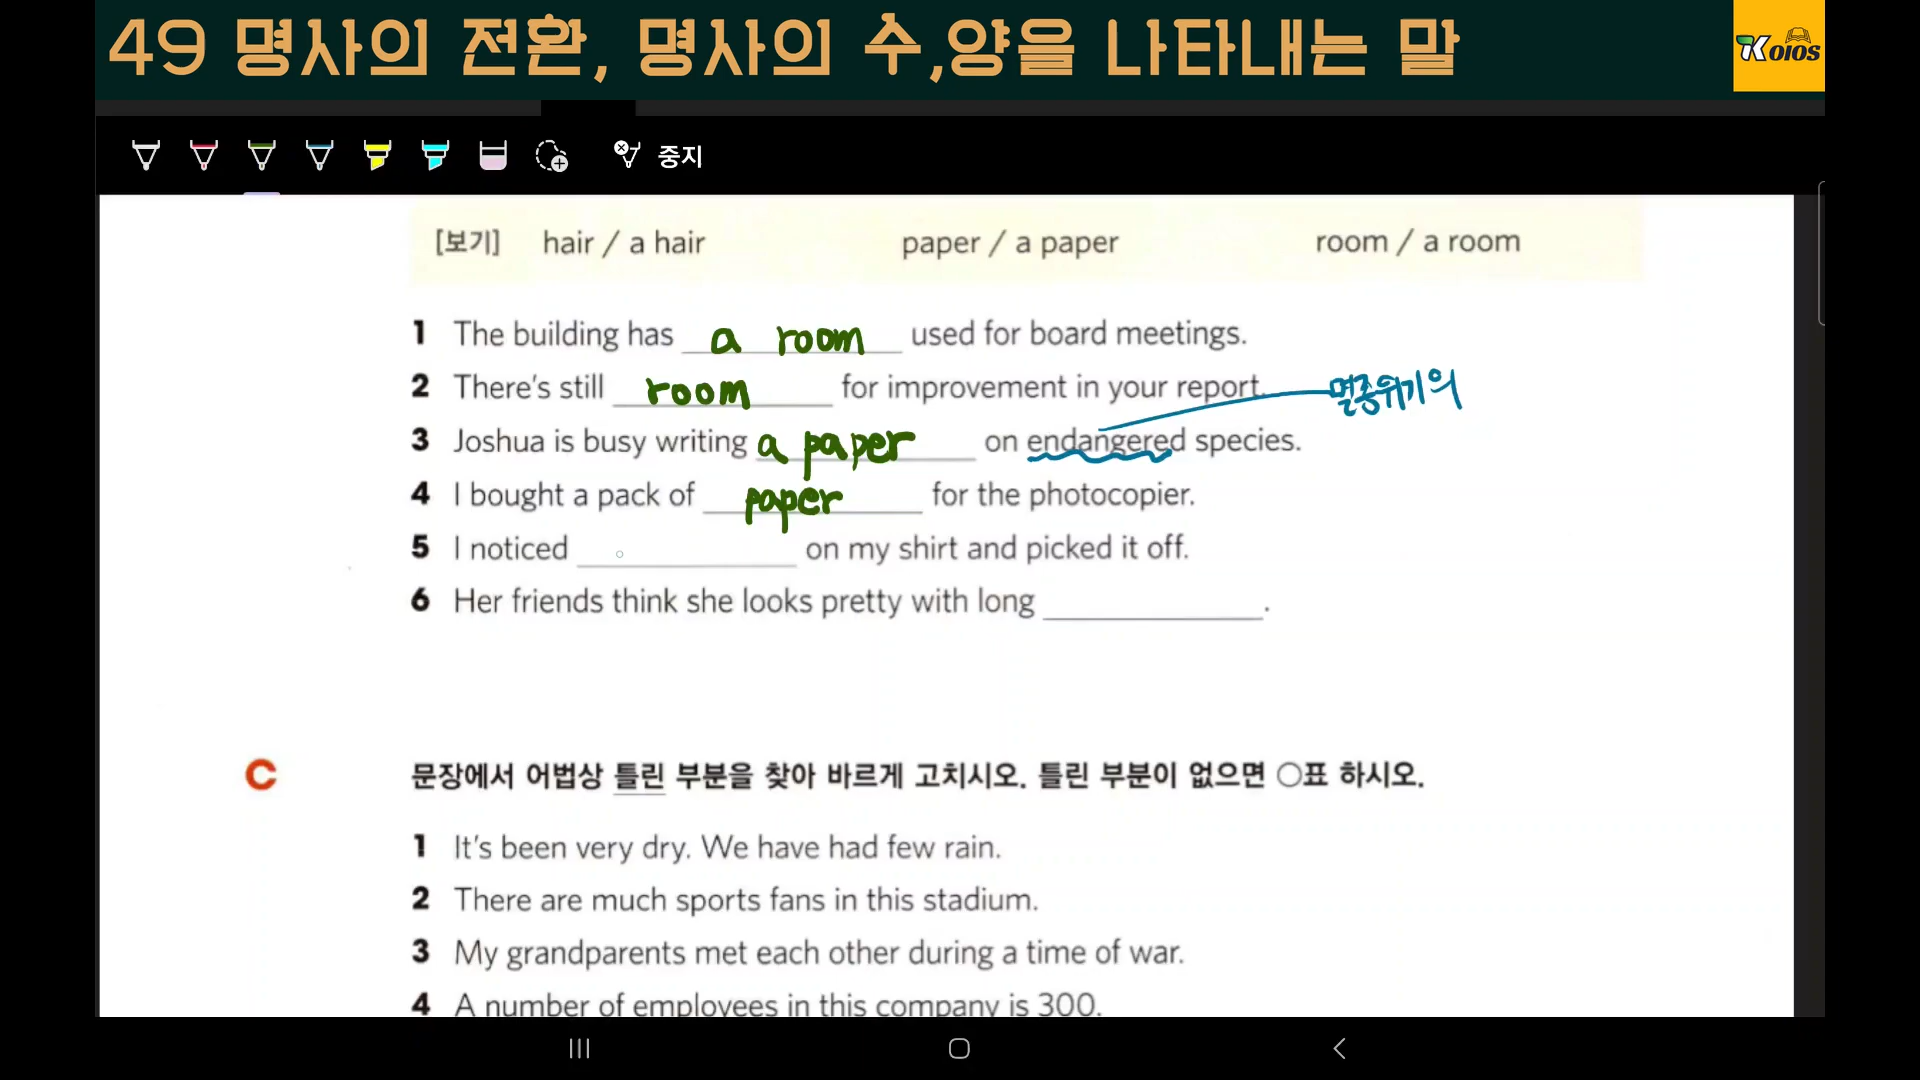 49 명사의 전환, 명사의 수,양을 나타내는 말
Koios
중지
[보기] hair / a hair paper / a paper room / a room
1 The building has a room used for board meetings.
2 There's still room for improvement in your report.
멸종위기의
3 Joshua is busy writing a paper on endangered species.
4 I bought a pack of paper for the photocopier.
5 I noticed ____ on my shirt and picked it off.
6 Her friends think she looks pretty with long ____.
C 문장에서 어법상 틀린 부분을 찾아 바르게 고치시오. 틀린 부분이 없으면 ○표 하시오.
1 It's been very dry. We have had few rain.
2 There are much sports fans in this stadium.
3 My grandparents met each other during a time of war.
4 A number of employees in this company is 300.